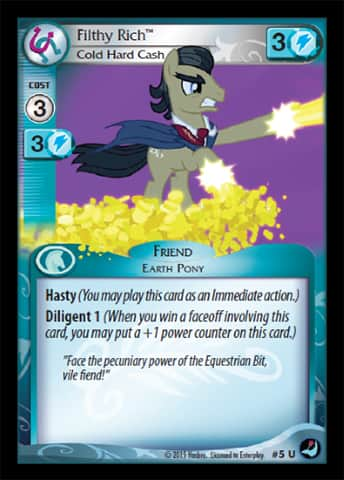 Filthy Rich™
Cold Hard Cash
3
COST
3
3
FRIEND
EARTH PONY
Hasty (You may play this card as an Immediate action.)
Diligent 1 (When you win a faceoff involving this
card, you may put a +1 power counter on this card.)
"Face the pecuniary power of the Equestrian Bit,
vile fiend!"
© 2015 Hasbro. Licensed to Enterplay.
#5 U